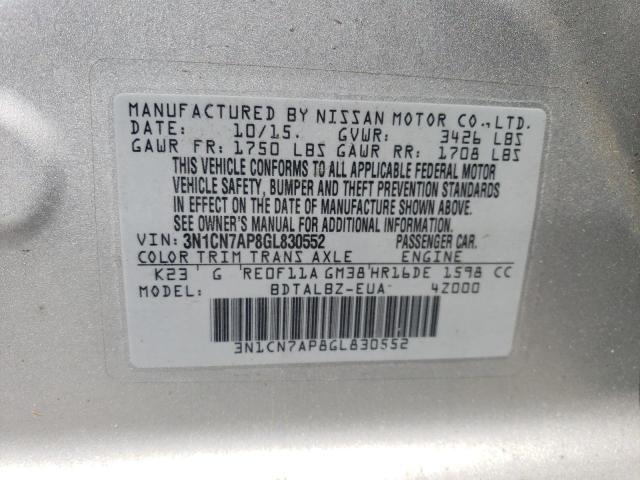 MANUFACTURED BY NISSAN MOTOR CO.,LTD.
DATE: 10/15. GVWR: 3426 LBS
GAWR FR: 1750 LBS GAWR RR: 1708 LBS
THIS VEHICLE CONFORMS TO ALL APPLICABLE FEDERAL MOTOR
VEHICLE SAFETY, BUMPER AND THEFT PREVENTION STANDARDS
IN EFFECT ON THE DATE OF MANUFACTURE SHOWN ABOVE.
SEE OWNER'S MANUAL FOR ADDITIONAL INFORMATION.
VIN: 3N1CN7AP8GL830552 PASSENGER CAR.
COLOR TRIM TRANS AXLE ENGINE
K23 G RE0F11A GM38 HR16DE 1598 CC
MODEL: BDTALBZ-EUA 4Z000
3N1CN7AP8GL830552